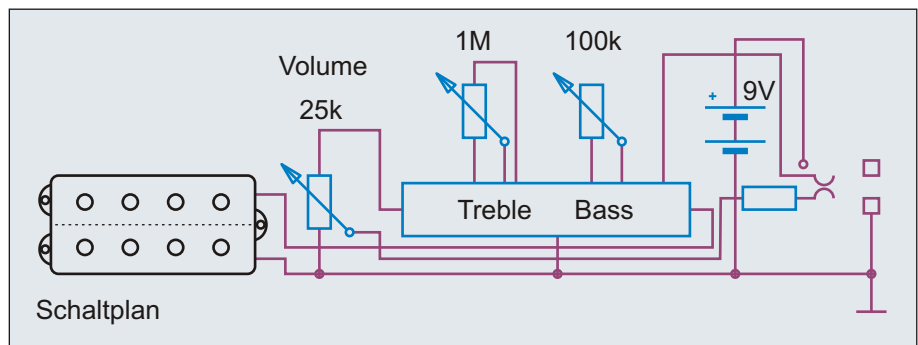 1M 100k
Volume
25k
9V
+
Treble Bass
Schaltplan